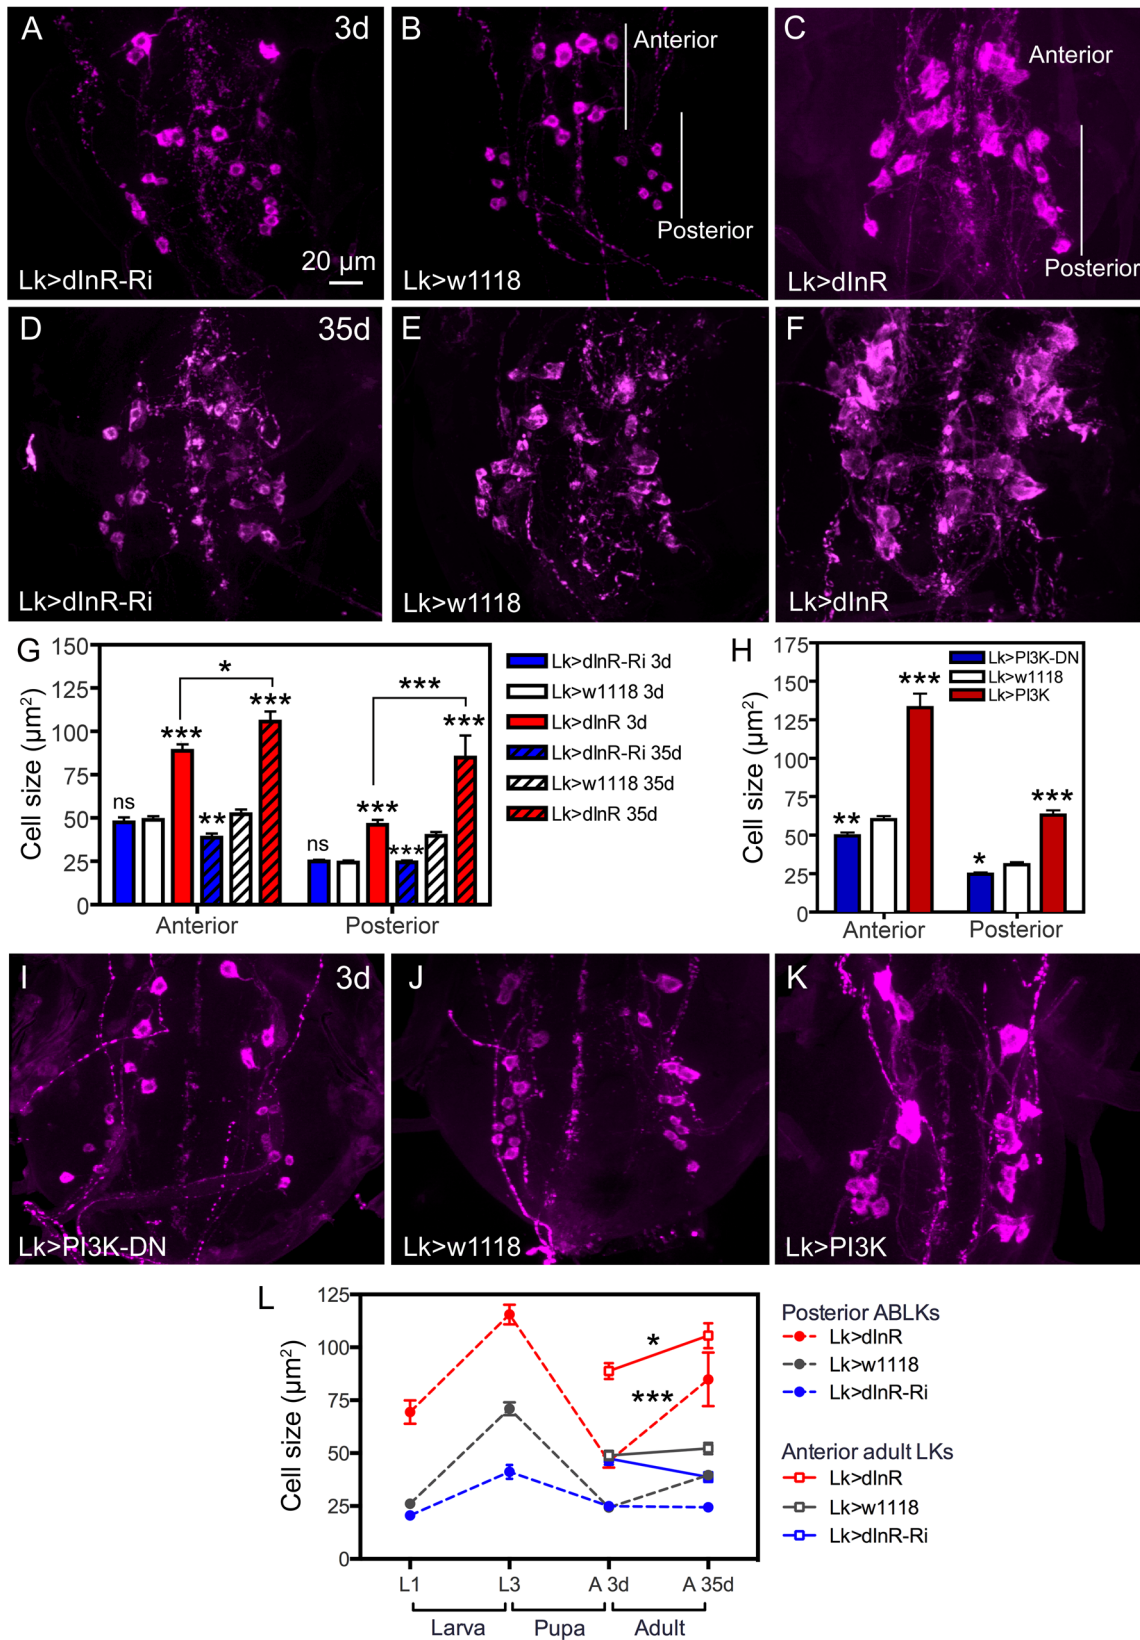 A
3d
Lk>dInR-Ri
20 µm
B
Anterior
Posterior
Lk>w1118
C
Anterior
Posterior
Lk>dInR
D
35d
Lk>dInR-Ri
E
Lk>w1118
F
Lk>dInR
G
Cell size (µm²)
150
125
100
75
50
25
0
ns
***
**
***
*
ns
***
***
***
***
Anterior
Posterior
Lk>dInR-Ri 3d
Lk>w1118 3d
Lk>dInR 3d
Lk>dInR-Ri 35d
Lk>w1118 35d
Lk>dInR 35d
H
Cell size (µm²)
175
150
125
100
75
50
25
0
**
***
*
***
Anterior
Posterior
Lk>PI3K-DN
Lk>w1118
Lk>PI3K
I
3d
Lk>PI3K-DN
J
Lk>w1118
K
Lk>PI3K
L
Cell size (µm²)
125
100
75
50
25
0
*
***
L1
L3
A 3d
A 35d
Larva
Pupa
Adult
Posterior ABLKs
Lk>dInR
Lk>w1118
Lk>dInR-Ri
Anterior adult LKs
Lk>dInR
Lk>w1118
Lk>dInR-Ri